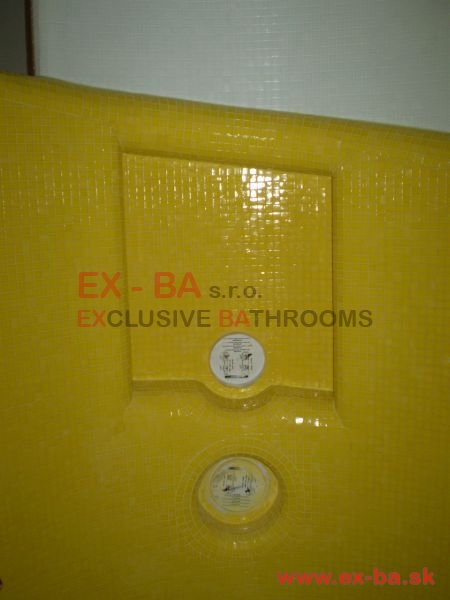 EX - BA s.r.o.
EXCLUSIVE BATHROOMS
www.ex-ba.sk